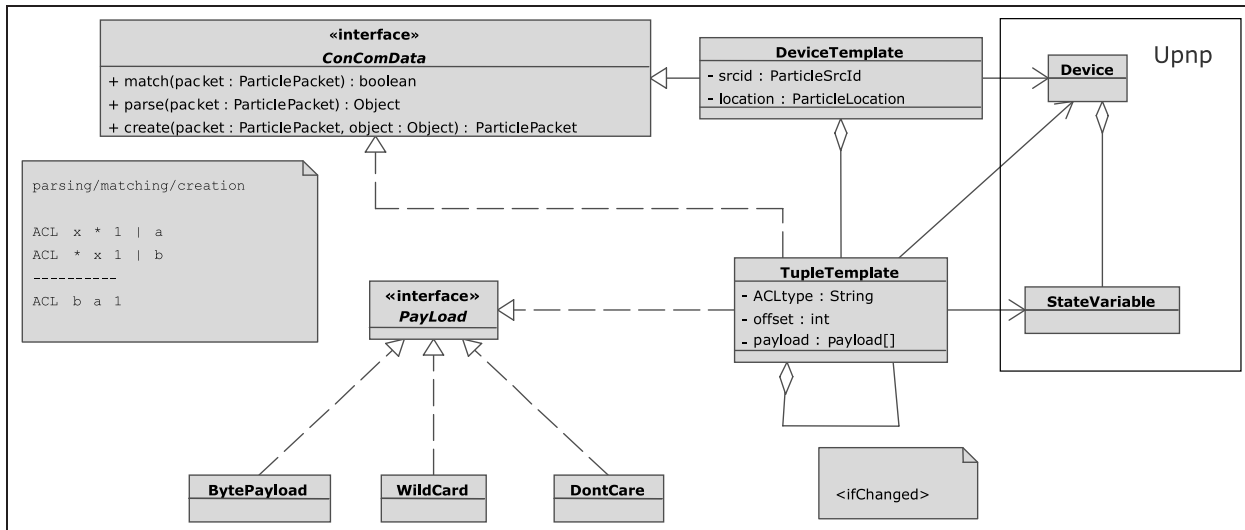 «interface»
ConComData
+ match(packet : ParticlePacket) : boolean
+ parse(packet : ParticlePacket) : Object
+ create(packet : ParticlePacket, object : Object) : ParticlePacket
DeviceTemplate
- srcid : ParticleSrcId
- location : ParticleLocation
Upnp
Device
parsing/matching/creation
ACL x * 1 | a
ACL * x 1 | b
----------
ACL b a 1
«interface»
PayLoad
TupleTemplate
- ACLtype : String
- offset : int
- payload : payload[]
StateVariable
BytePayload
WildCard
DontCare
<ifChanged>